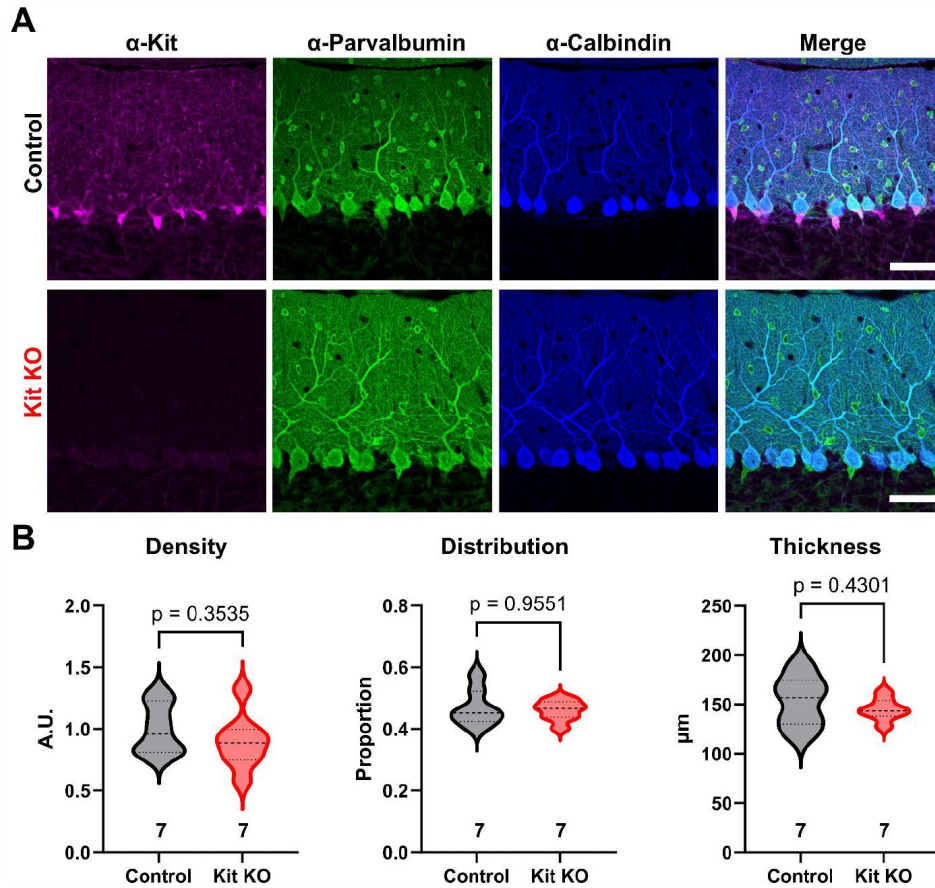 A
α-Kit
α-Parvalbumin
α-Calbindin
Merge
Control
Kit KO
B
Density
Distribution
Thickness
p = 0.3535
p = 0.9551
p = 0.4301
A.U.
2.0
1.5
1.0
0.5
0.0
7
7
Control
Kit KO
Proportion
0.8
0.6
0.4
0.2
0.0
7
7
Control
Kit KO
µm
250
200
150
100
50
0
7
7
Control
Kit KO